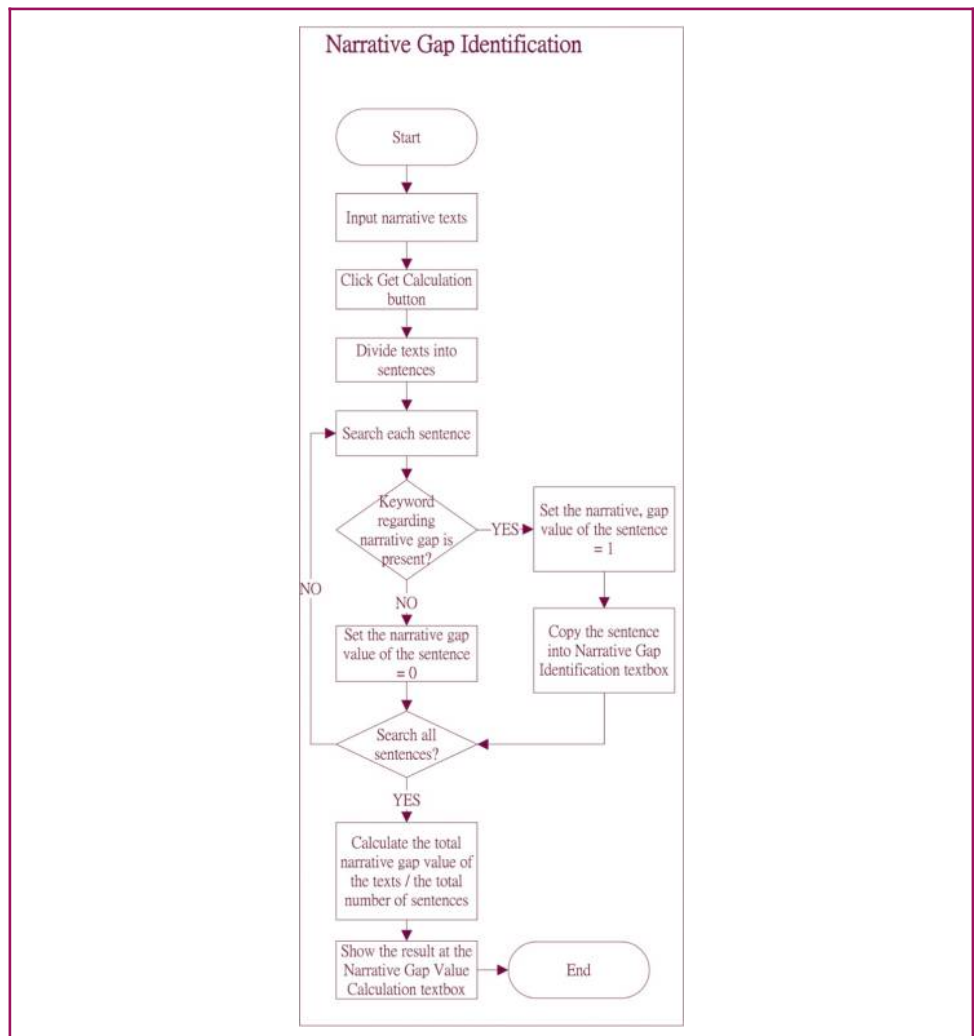 Narrative Gap Identification
Start
Input narrative texts
Click Get Calculation
button
Divide texts into
sentences
Search each sentence
Keyword
regarding
narrative gap is
present?
YES
Set the narrative, gap
value of the sentence
= 1
NO
NO
Set the narrative gap
value of the sentence
= 0
Copy the sentence
into Narrative Gap
Identification textbox
Search all
sentences?
YES
Calculate the total
narrative gap value of
the texts / the total
number of sentences
Show the result at the
Narrative Gap Value
Calculation textbox
End